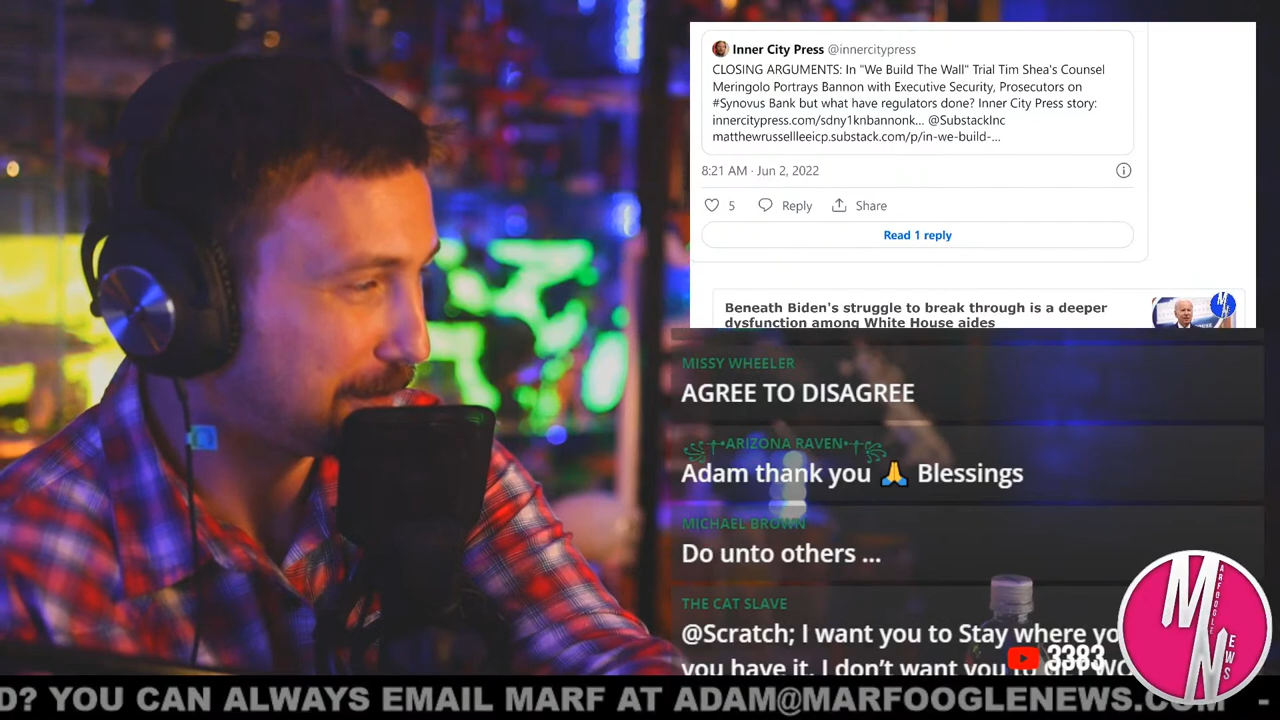 Inner City Press @innercitypress
CLOSING ARGUMENTS: In "We Build The Wall" Trial Tim Shea's Counsel
Meringolo Portrays Bannon with Executive Security, Prosecutors on
#Synovus Bank but what have regulators done? Inner City Press story:
innercitypress.com/sdny1knbannonk... @SubstackInc
matthewrussellleeicp.substack.com/p/in-we-build-...
8:21 AM · Jun 2, 2022
5 Reply Share
Read 1 reply
Beneath Biden's struggle to break through is a deeper
dysfunction among White House aides
MISSY WHEELER
AGREE TO DISAGREE
꧁༒•ARIZONA RAVEN•༒꧂
Adam thank you 🙏 Blessings
MICHAEL BROWN
Do unto others ...
THE CAT SLAVE
@Scratch; I want you to Stay where yo
you have it. I don't want you to
3383
MARFOOGLE
NEWS
D? YOU CAN ALWAYS EMAIL MARF AT ADAM@MARFOOGLENEWS.COM -